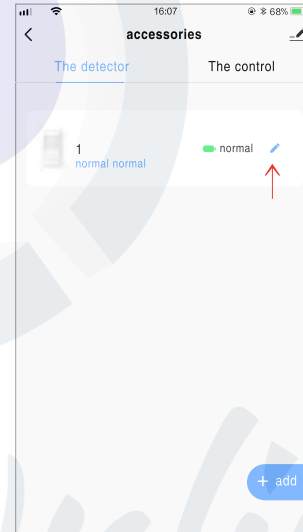 16:07 68%
accessories
The detector The control
1 normal
normal normal
+ add